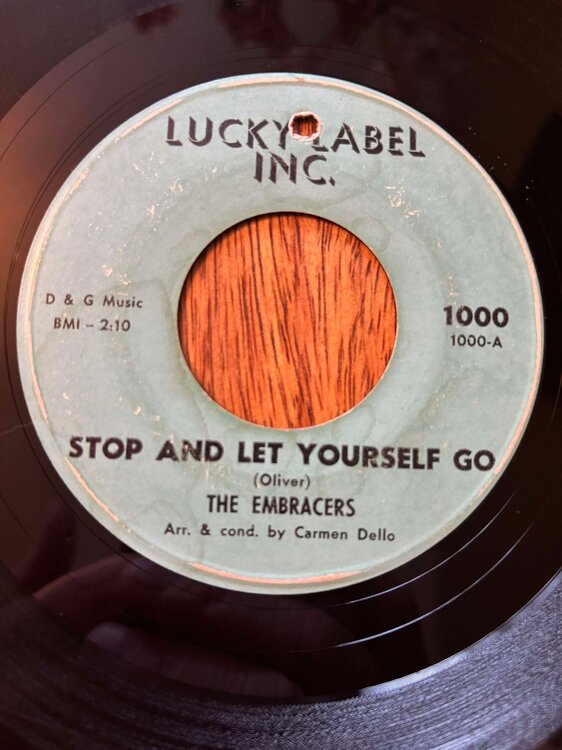 LUCKY LABEL
INC.
D & G Music
BMI - 2:10
1000
1000-A
STOP AND LET YOURSELF GO
(Oliver)
THE EMBRACERS
Arr. & cond. by Carmen Dello